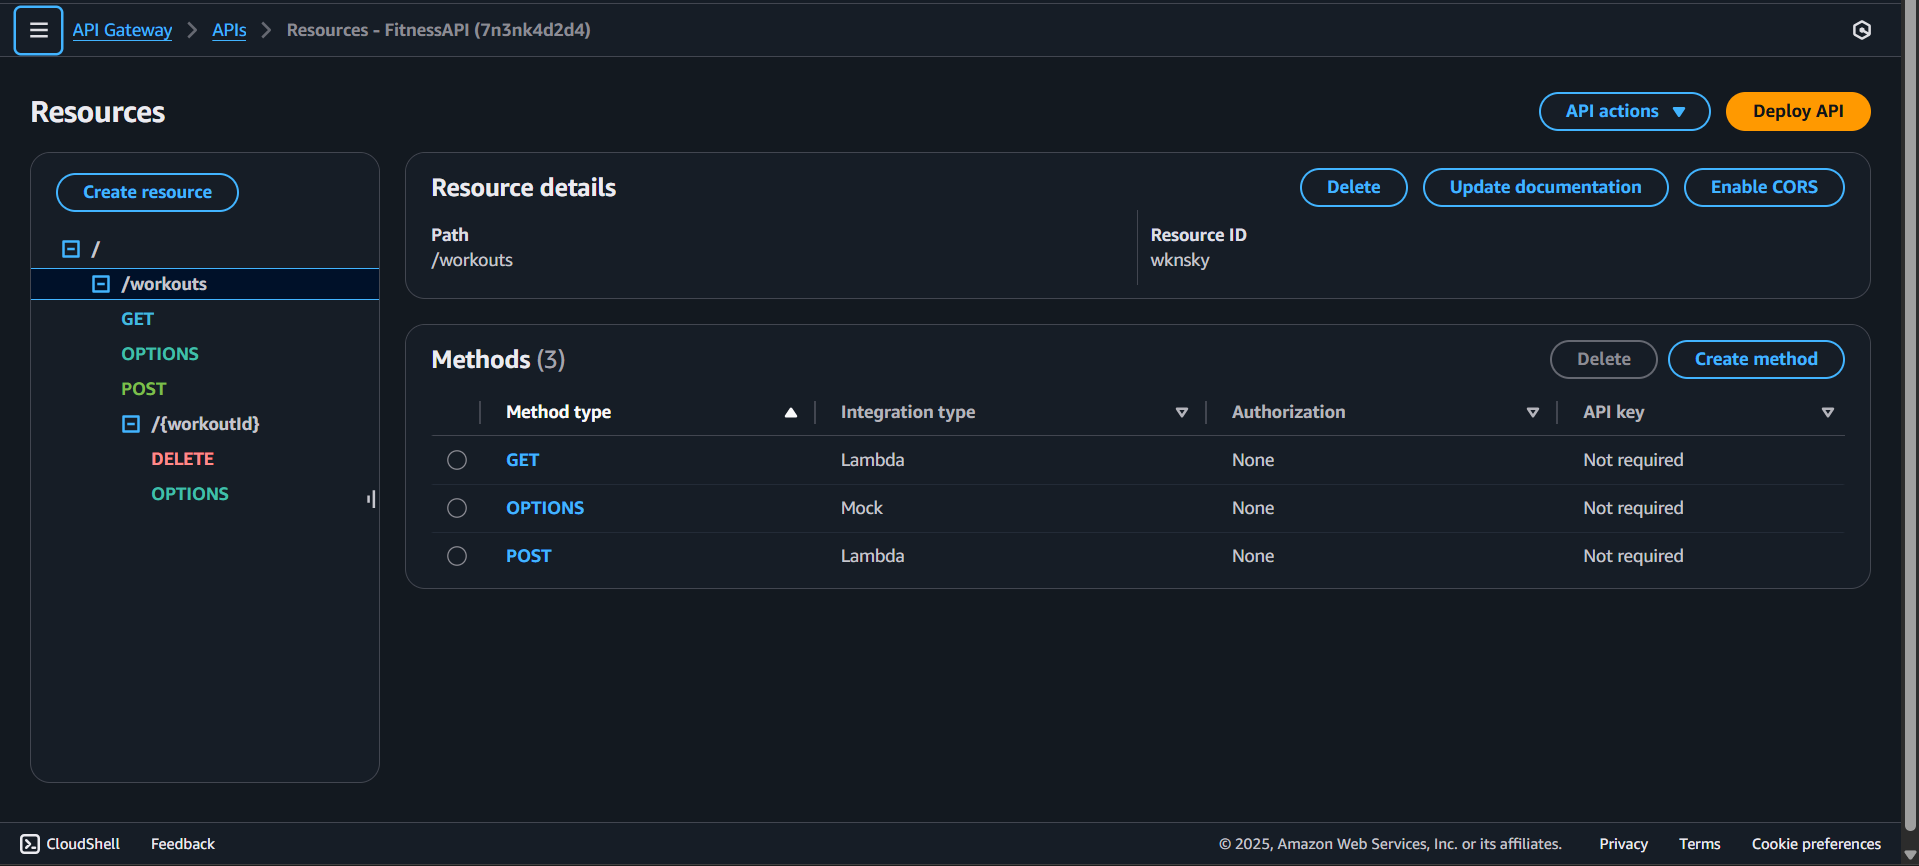 API Gateway APIs Resources - FitnessAPI (7n3nk4d2d4)
Resources
API actions Deploy API
Create resource
/
/workouts
GET
OPTIONS
POST
/{workoutId}
DELETE
OPTIONS
Resource details
Delete Update documentation Enable CORS
Path
/workouts
Resource ID
wknsky
Methods (3)
Delete Create method
Method type Integration type Authorization API key
GET Lambda None Not required
OPTIONS Mock None Not required
POST Lambda None Not required
CloudShell Feedback © 2025, Amazon Web Services, Inc. or its affiliates. Privacy Terms Cookie preferences